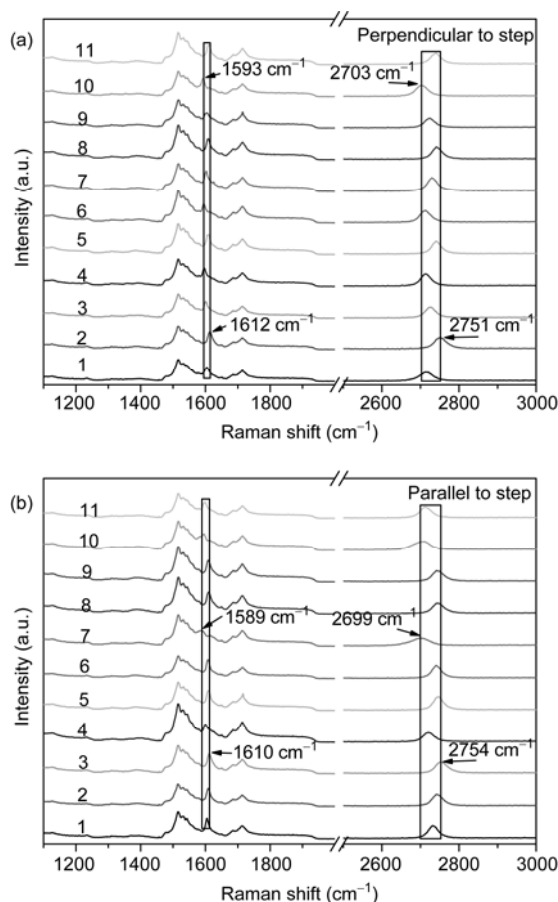 (a)
Perpendicular to step
11
1593 cm⁻¹
2703 cm⁻¹
10
9
8
7
6
5
4
3
1612 cm⁻¹
2751 cm⁻¹
2
1
Intensity (a.u.)
1200 1400 1600 1800 2600 2800 3000
Raman shift (cm⁻¹)
(b)
Parallel to step
11
10
9
8
1589 cm⁻¹
2699 cm⁻¹
7
6
5
4
1610 cm⁻¹
2754 cm⁻¹
3
2
1
Intensity (a.u.)
1200 1400 1600 1800 2600 2800 3000
Raman shift (cm⁻¹)